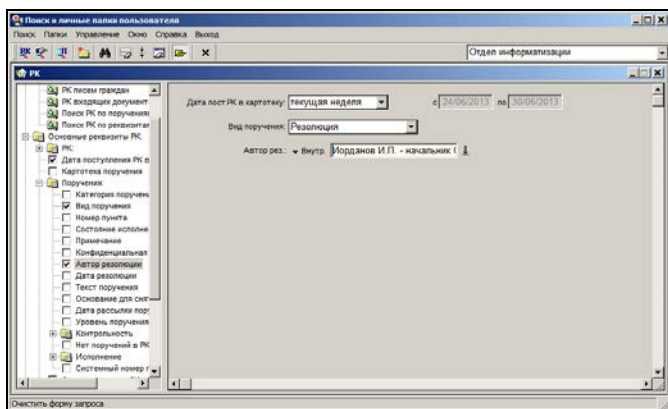 Поиск и личные папки пользователя
Поиск Папки Управление Окно Справка Выход
Отдел информатизации
РК
РК писем граждан
РК входящих документ
Поиск РК по поручения
Поиск РК по реквизитам
Основные реквизиты РК:
РК:
Дата поступления РК в
Картотека поручения
Поручения:
Категория поручен
Вид поручения
Номер пункта
Состояние исполне
Примечание
Конфиденциальная
Автор резолюции
Дата резолюции
Текст поручения
Основание для сня
Дата рассылки пору
Уровень поручения
Контрольность
Нет поручений в РК
Исполнение
Системный номер г
Дата пост.РК в картотеку: текущая неделя с 24/06/2013 по 30/06/2013
Вид поручения: Резолюция
Автор рез.: Внутр. Иорданов И.П. - начальник
Очистить форму запроса